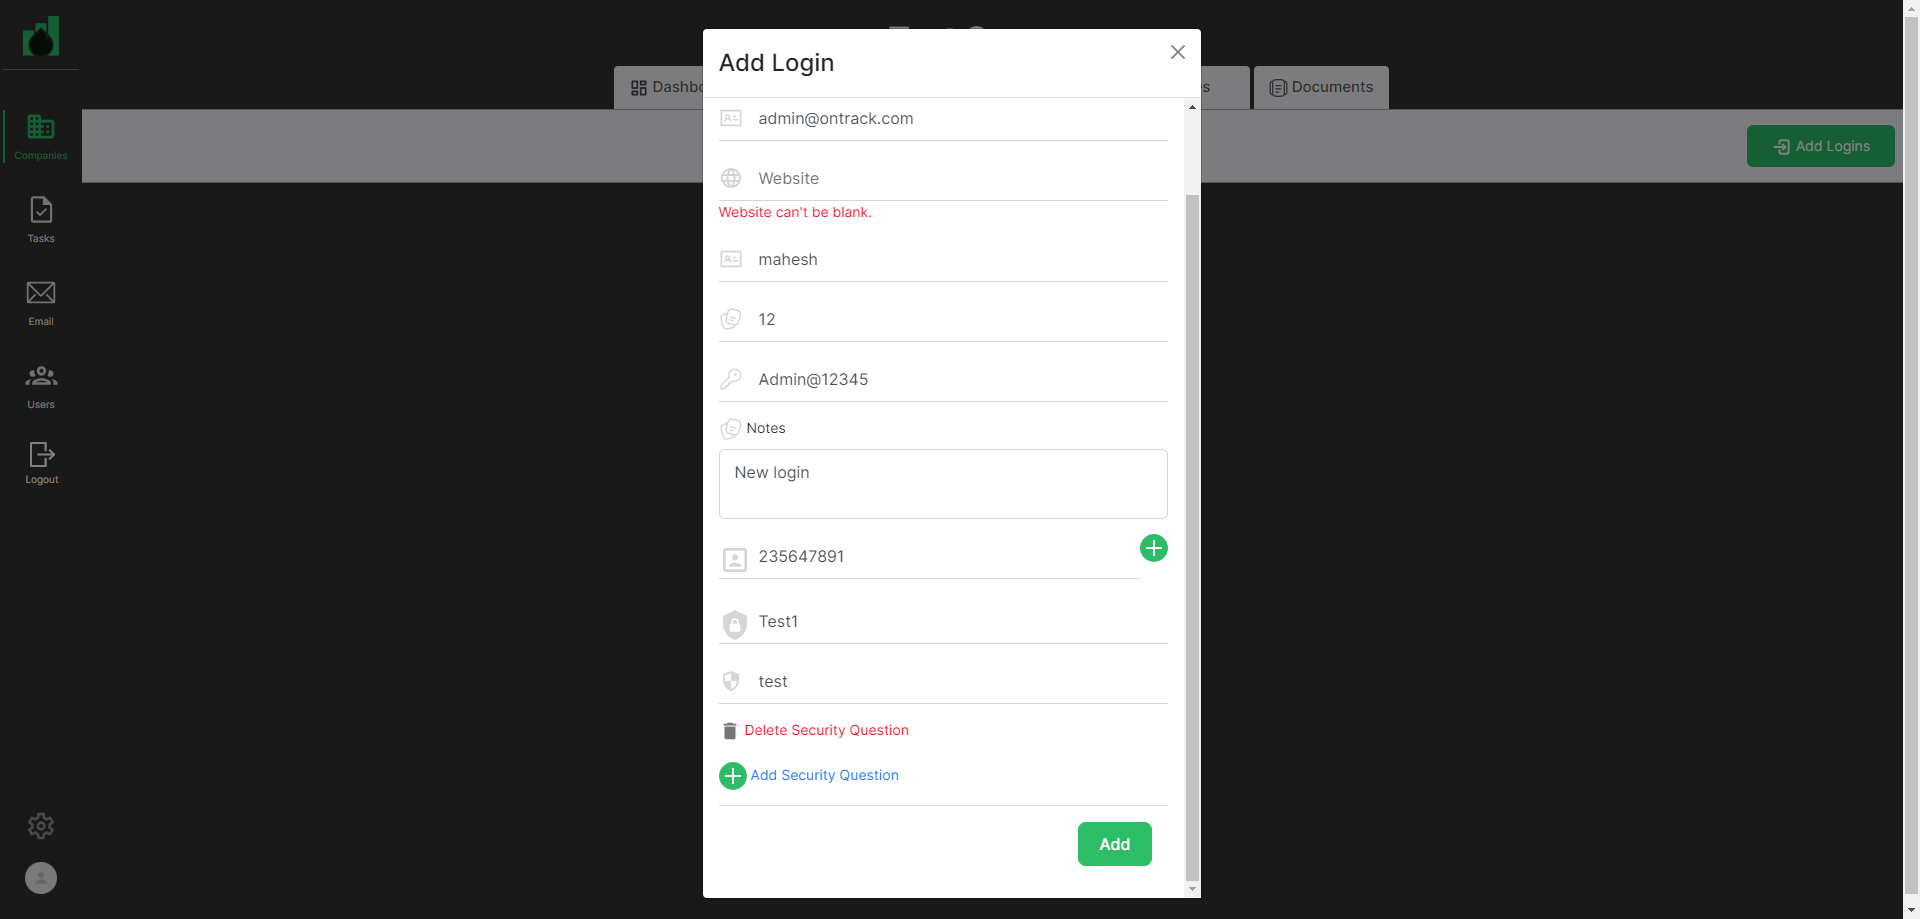 Add Login
Dashbo
s
Documents
admin@ontrack.com
Companies
Add Logins
Website
Website can't be blank.
Tasks
mahesh
Email
12
Admin@12345
Users
Notes
New login
Logout
235647891
Test1
test
Delete Security Question
Add Security Question
Add